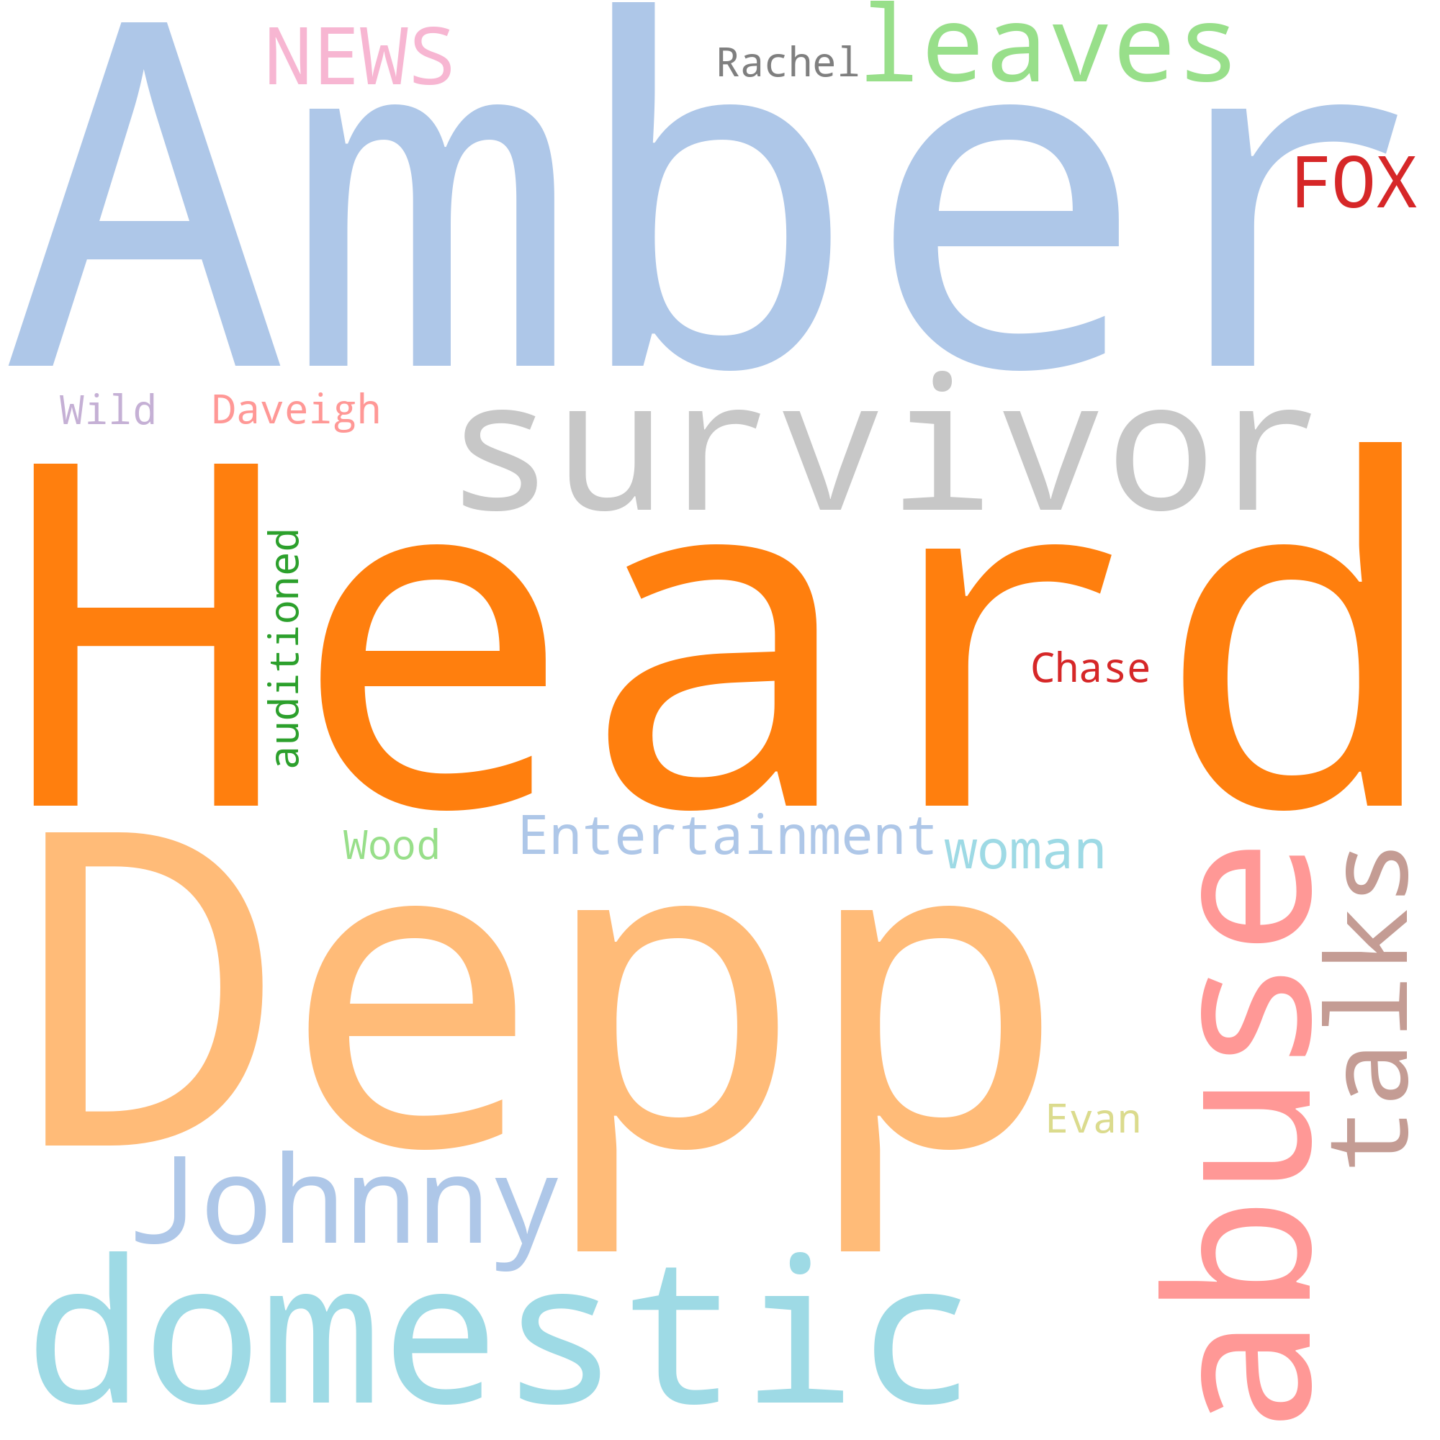 NEWS
Rachel
leaves
Amber
FOX
Wild
Daveigh
survivor
Heard
auditioned
Chase
Entertainment
Wood
woman
Depp
abuse
talks
Evan
Johnny
domestic